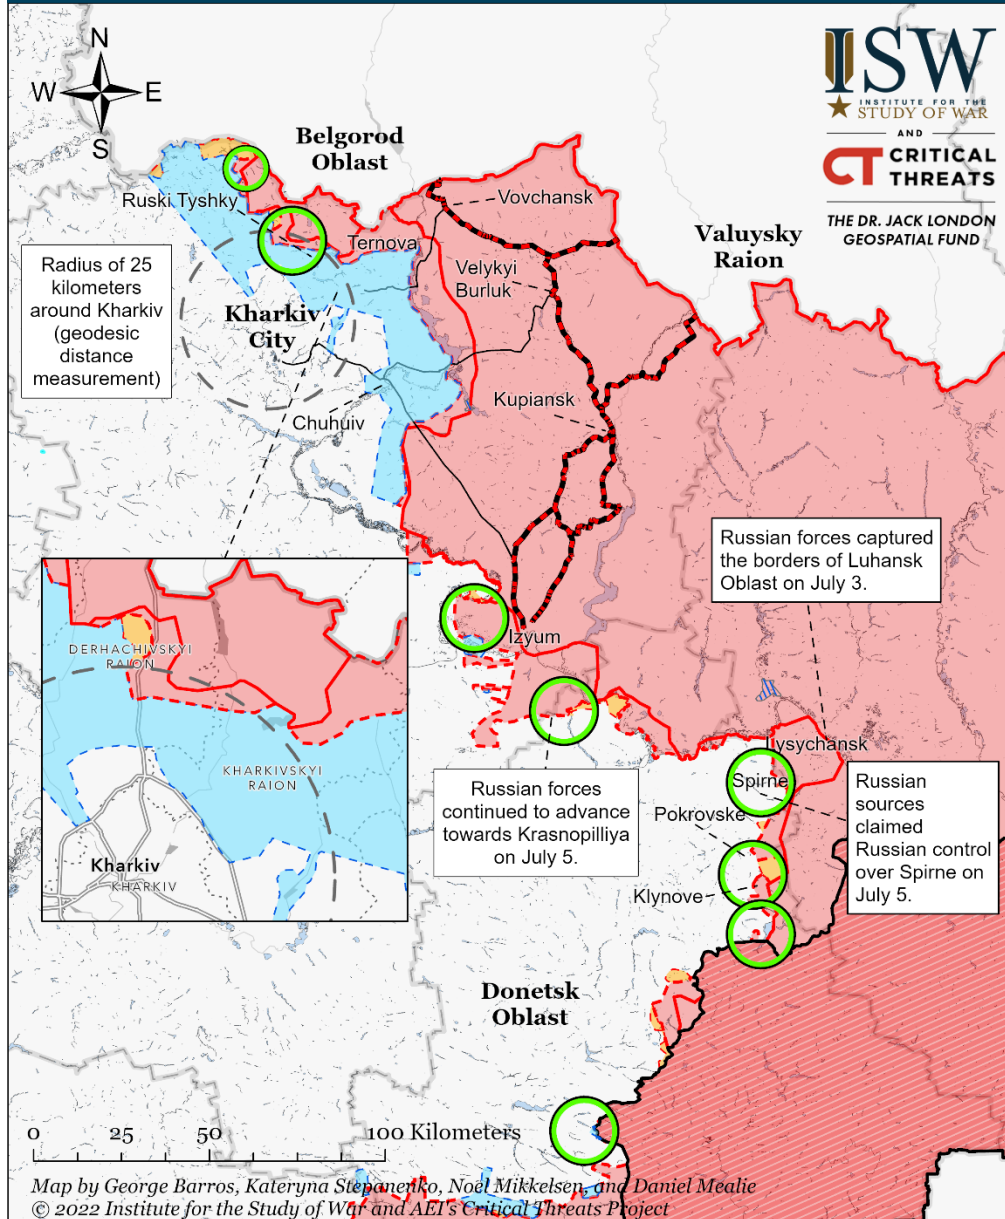 N
W
E
S
ISW
INSTITUTE FOR THE
STUDY OF WAR
AND
CT CRITICAL
THREATS
THE DR. JACK LONDON
GEOSPATIAL FUND
Belgorod
Oblast
Ruski Tyshky
Ternova
Vovchansk
Valuysky
Raion
Radius of 25
kilometers
around Kharkiv
(geodesic
distance
measurement)
Velykyi
Burluk
Kharkiv
City
Kupiansk
Chuhuiv
Russian forces captured
the borders of Luhansk
Oblast on July 3.
DERHACHIVSKYI
RAION
KHARKIVSKYI
RAION
Kharkiv
KHARKIV
Izyum
Lysychansk
Spirne
Russian forces
continued to advance
towards Krasnopilliya
on July 5.
Pokrovske
Klynove
Russian
sources
claimed
Russian control
over Spirne on
July 5.
Donetsk
Oblast
0 25 50 100 Kilometers
Map by George Barros, Kateryna Stepanenko, Noel Mikkelsen, and Daniel Mealie
© 2022 Institute for the Study of War and AEI's Critical Threats Project